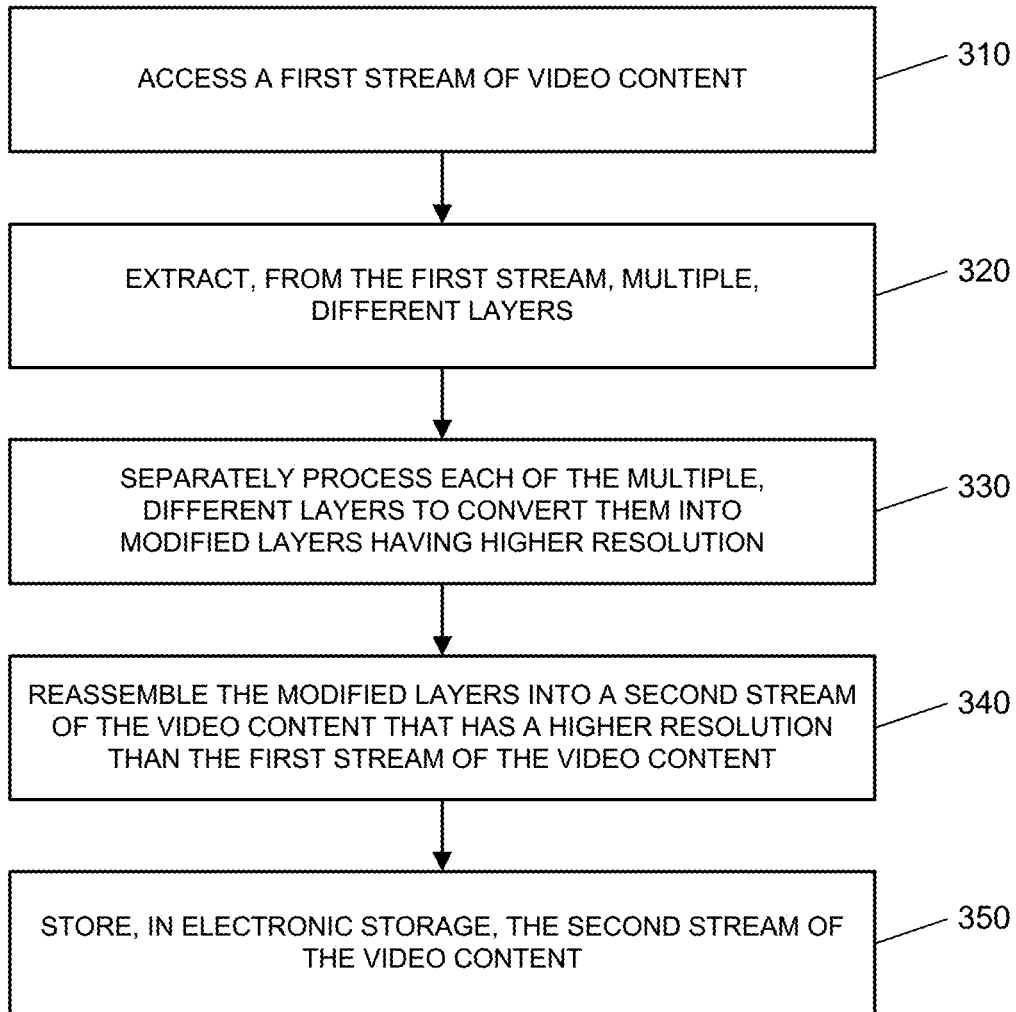 ACCESS A FIRST STREAM OF VIDEO CONTENT
310
EXTRACT, FROM THE FIRST STREAM, MULTIPLE,
DIFFERENT LAYERS
320
SEPARATELY PROCESS EACH OF THE MULTIPLE,
DIFFERENT LAYERS TO CONVERT THEM INTO
MODIFIED LAYERS HAVING HIGHER RESOLUTION
330
REASSEMBLE THE MODIFIED LAYERS INTO A SECOND STREAM
OF THE VIDEO CONTENT THAT HAS A HIGHER RESOLUTION
THAN THE FIRST STREAM OF THE VIDEO CONTENT
340
STORE, IN ELECTRONIC STORAGE, THE SECOND STREAM OF
THE VIDEO CONTENT
350